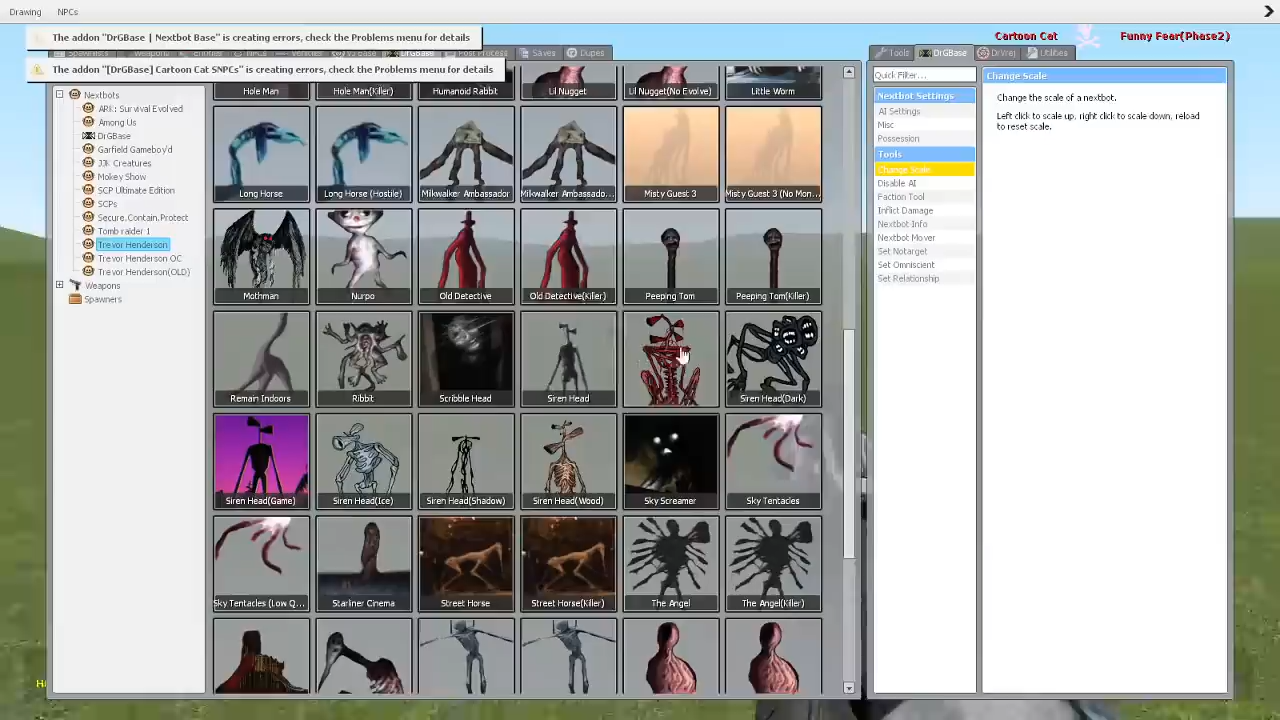 Drawing NPCs
The addon "DrGBase | Nextbot Base" is creating errors, check the Problems menu for details
The addon "[DrGBase] Cartoon Cat SNPCs" is creating errors, check the Problems menu for details
Cartoon Cat Funny Fear(Phase2)
Saves Dupes
Tools DrGBase DrVrej Utilities
Nextbots
ARK: Survival Evolved
Among Us
DrGBase
Garfield Gameboy'd
JJK Creatures
Mokey Show
SCP Ultimate Edition
SCPs
Secure.Contain.Protect
Tomb raider 1
Trevor Henderson
Trevor Henderson OC
Trevor Henderson(OLD)
Weapons
Spawners
Hole Man Hole Man(Killer) Humanoid Rabbit Lil Nugget Lil Nugget(No Evolve) Little Worm
Long Horse Long Horse (Hostile) Milkwalker Ambassador Milkwalker Ambassado... Misty Guest 3 Misty Guest 3 (No Mon...
Mothman Nurpo Old Detective Old Detective(Killer) Peeping Tom Peeping Tom(Killer)
Remain Indoors Ribbit Scribble Head Siren Head Siren Head(Dark)
Siren Head(Game) Siren Head(Ice) Siren Head(Shadow) Siren Head(Wood) Sky Screamer Sky Tentacles
Sky Tentacles (Low Q... Starliner Cinema Street Horse Street Horse(Killer) The Angel The Angel(Killer)
Quick Filter...
Nextbot Settings
AI Settings
Misc
Possession
Tools
Change Scale
Disable AI
Faction Tool
Inflict Damage
Nextbot Info
Nextbot Mover
Set Notarget
Set Omniscient
Set Relationship
Change Scale
Change the scale of a nextbot.
Left click to scale up, right click to scale down, reload
to reset scale.